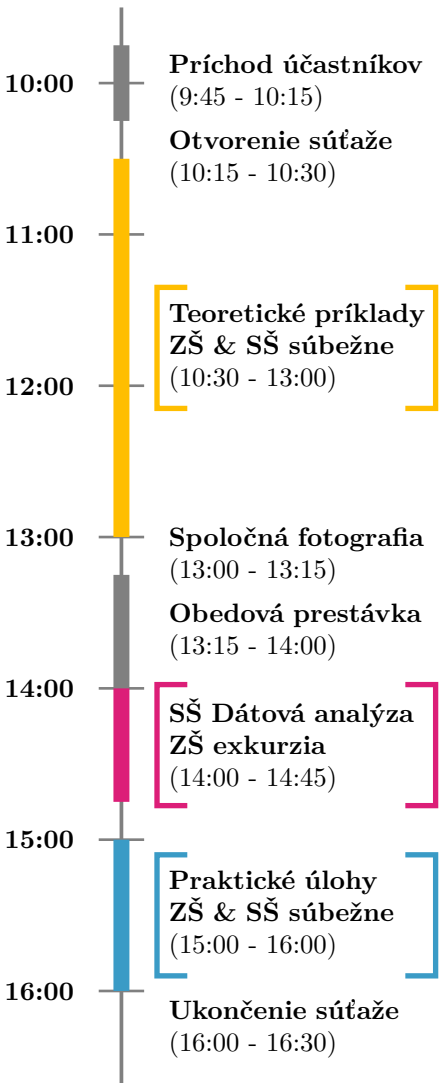 10:00
Príchod účastníkov
(9:45 - 10:15)
Otvorenie súťaže
(10:15 - 10:30)
11:00
Teoretické príklady
ZŠ & SŠ súbežne
(10:30 - 13:00)
12:00
13:00
Spoločná fotografia
(13:00 - 13:15)
Obedová prestávka
(13:15 - 14:00)
14:00
SŠ Dátová analýza
ZŠ exkurzia
(14:00 - 14:45)
15:00
Praktické úlohy
ZŠ & SŠ súbežne
(15:00 - 16:00)
16:00
Ukončenie súťaže
(16:00 - 16:30)